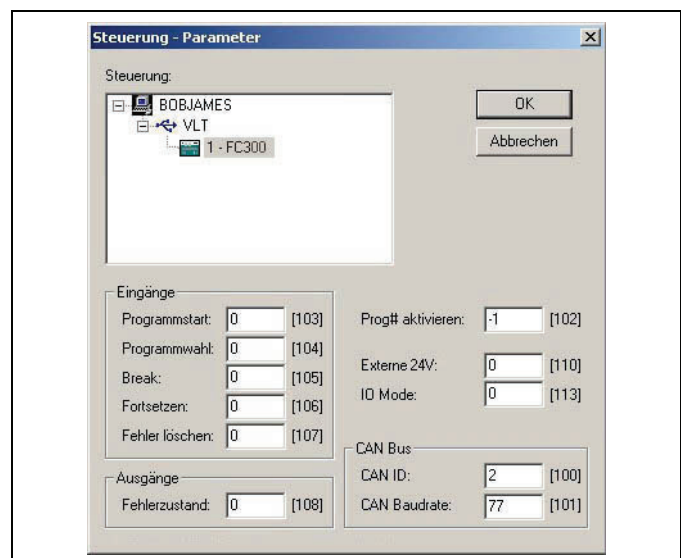 Steuerung - Parameter
Steuerung:
BOBJAMES
VLT
1 - FC300
OK
Abbrechen
Eingänge
Programmstart: 0 [103]
Programmwahl: 0 [104]
Break: 0 [105]
Fortsetzen: 0 [106]
Fehler löschen: 0 [107]
Prog# aktivieren: -1 [102]
Externe 24V: 0 [110]
IO Mode: 0 [113]
Ausgänge
Fehlerzustand: 0 [108]
CAN Bus
CAN ID: 2 [100]
CAN Baudrate: 77 [101]